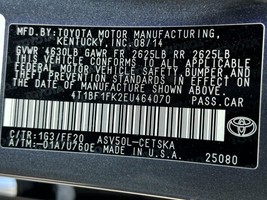 MFD. BY: TOYOTA MOTOR MANUFACTURING,
KENTUCKY, INC. 08/14
GVWR 4630LB GAWR FR 2625LB RR 2625LB
THIS VEHICLE CONFORMS TO ALL APPLICABLE
FEDERAL MOTOR VEHICLE SAFETY, BUMPER, AND
THEFT PREVENTION STANDARDS IN EFFECT ON
THE DATE OF MANUFACTURE SHOWN ABOVE.
4T1BF1FK2EU464070 PASS.CAR
C/TR: 1G3/FF20 ASV50L-CETSKA
A/TM: -01A/U760E MADE IN U.S.A.
TOYOTA
25080